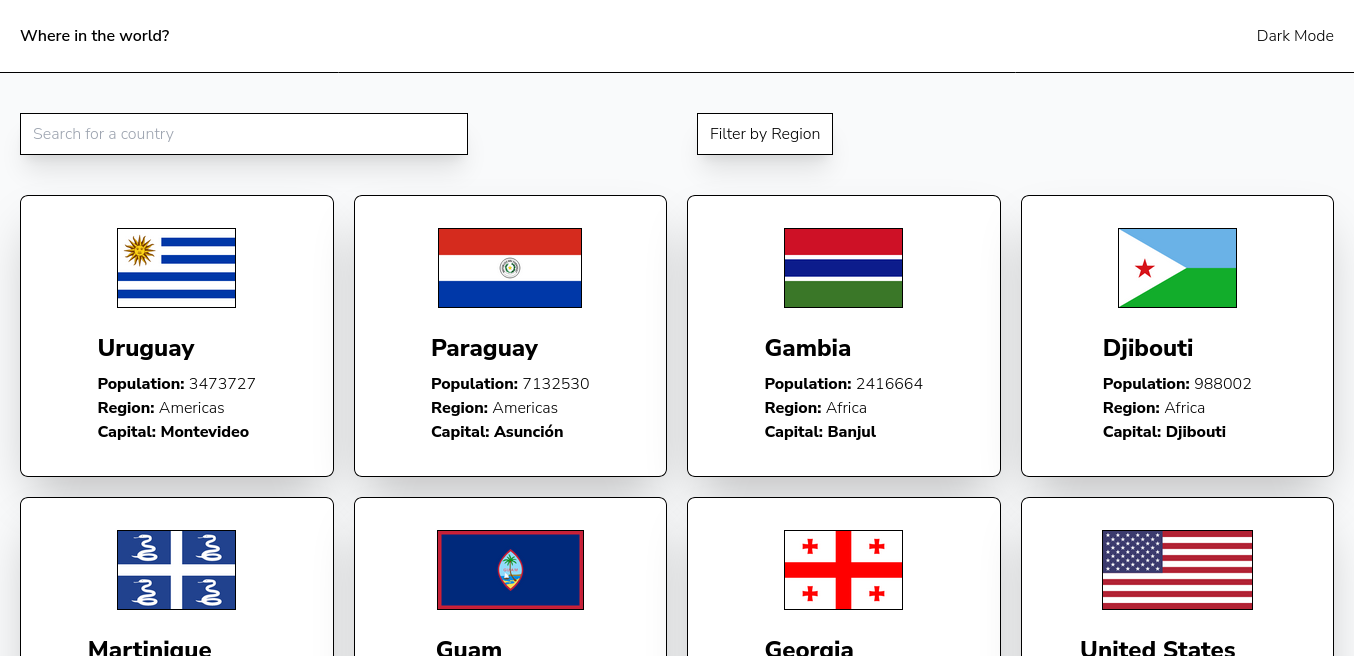 Where in the world?
Dark Mode
Search for a country
Filter by Region
Uruguay
Population: 3473727
Region: Americas
Capital: Montevideo
Paraguay
Population: 7132530
Region: Americas
Capital: Asunción
Gambia
Population: 2416664
Region: Africa
Capital: Banjul
Djibouti
Population: 988002
Region: Africa
Capital: Djibouti
Martinique
Guam
Georgia
United States